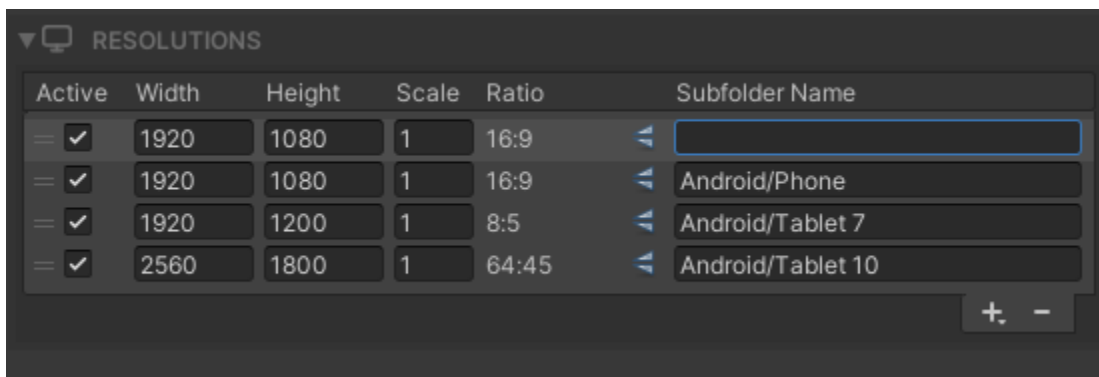 RESOLUTIONS
Active Width Height Scale Ratio Subfolder Name
1920 1080 1 16:9
1920 1080 1 16:9 Android/Phone
1920 1200 1 8:5 Android/Tablet 7
2560 1800 1 64:45 Android/Tablet 10